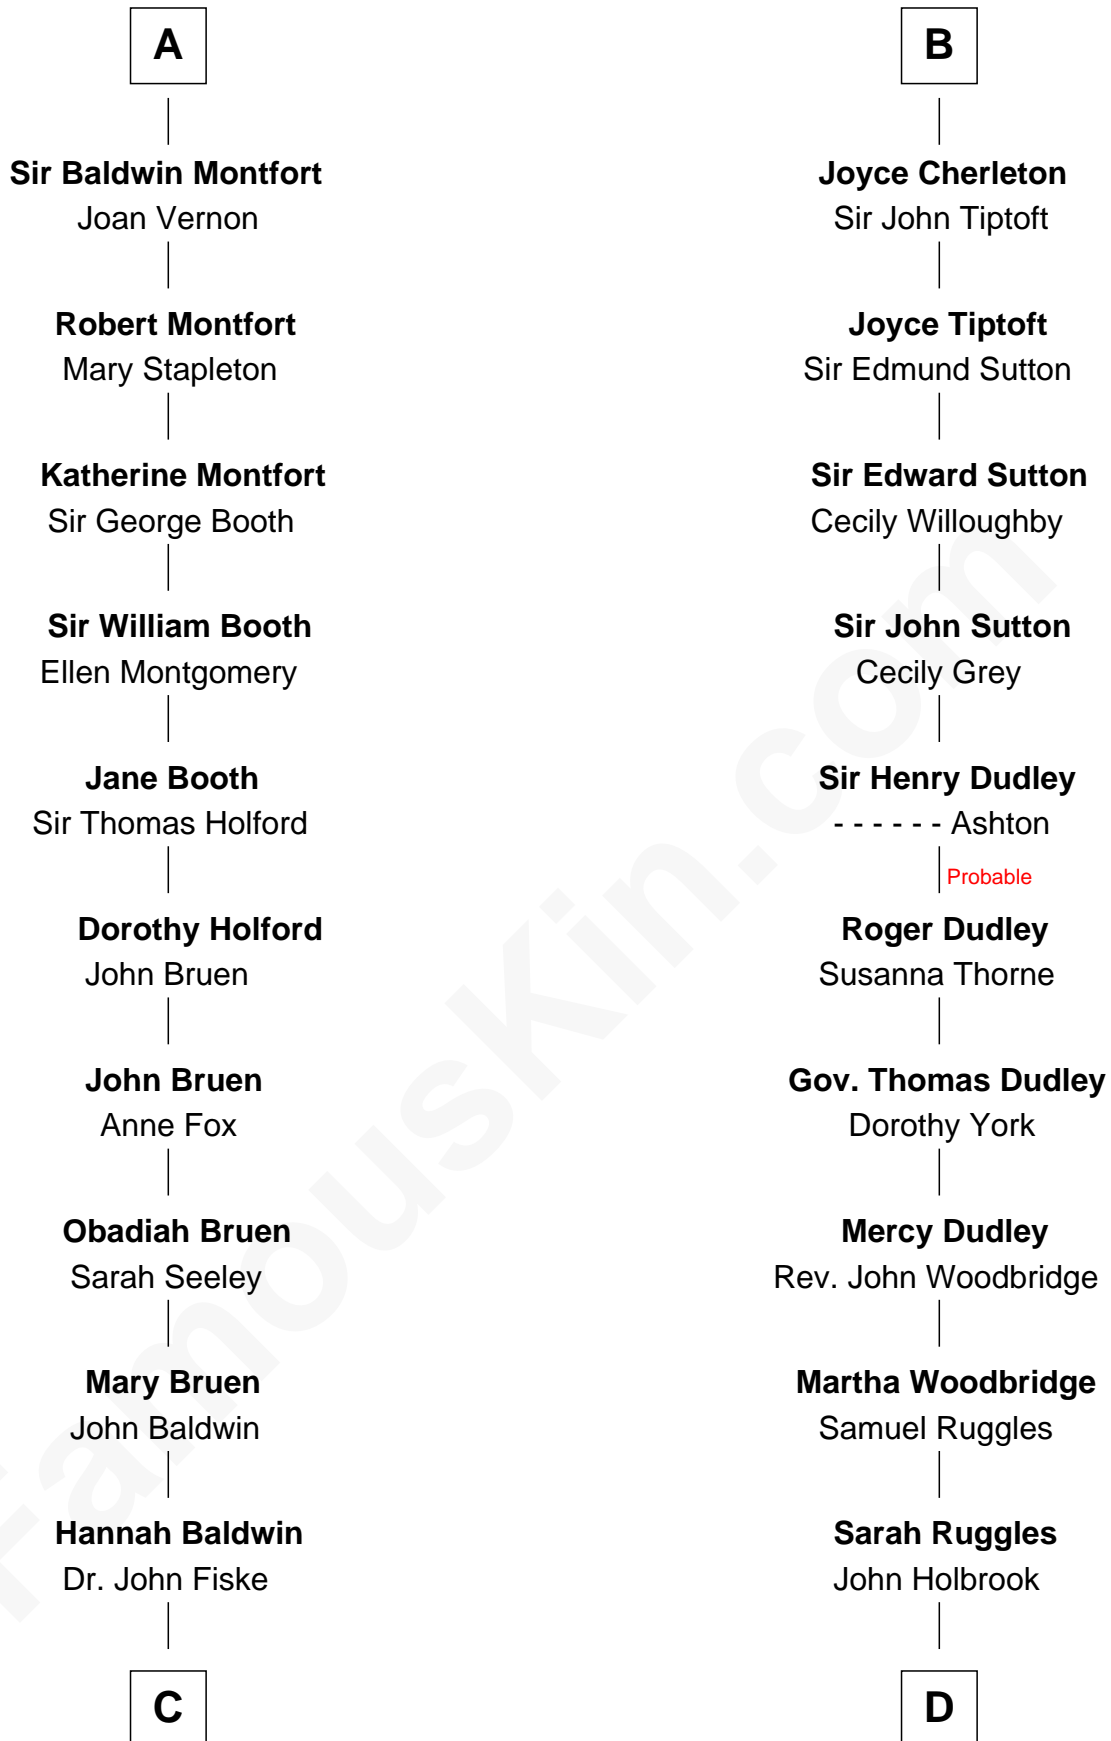 A
Sir Baldwin Montfort
Joan Vernon
Robert Montfort
Mary Stapleton
Katherine Montfort
Sir George Booth
Sir William Booth
Ellen Montgomery
Jane Booth
Sir Thomas Holford
Dorothy Holford
John Bruen
John Bruen
Anne Fox
Obadiah Bruen
Sarah Seeley
Mary Bruen
John Baldwin
Hannah Baldwin
Dr. John Fiske
C
B
Joyce Cherleton
Sir John Tiptoft
Joyce Tiptoft
Sir Edmund Sutton
Sir Edward Sutton
Cecily Willoughby
Sir John Sutton
Cecily Grey
Sir Henry Dudley
- - - - - - Ashton
Probable
Roger Dudley
Susanna Thorne
Gov. Thomas Dudley
Dorothy York
Mercy Dudley
Rev. John Woodbridge
Martha Woodbridge
Samuel Ruggles
Sarah Ruggles
John Holbrook
D
FamousKin.com